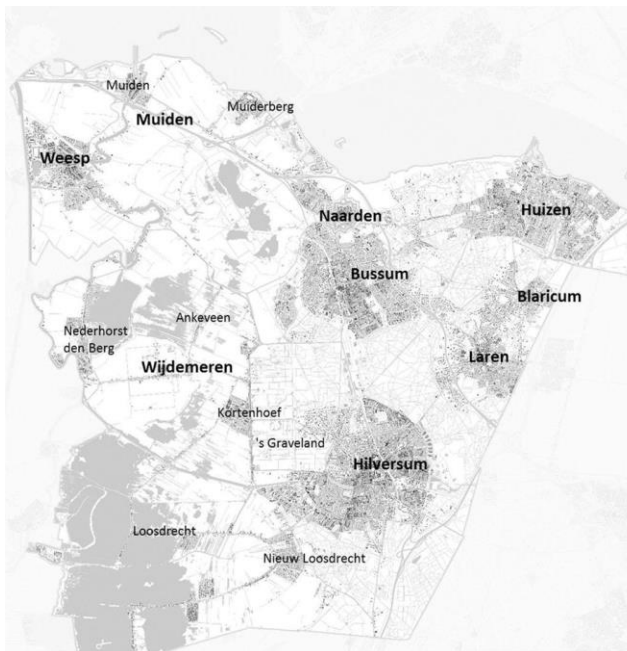 Muiden
Muiderberg
Muiden
Weesp
Naarden
Huizen
Bussum
Blaricum
Ankeveen
Nederhorst
den Berg
Laren
Wijdemeren
Kortenhoef
's Graveland
Hilversum
Loosdrecht
Nieuw Loosdrecht